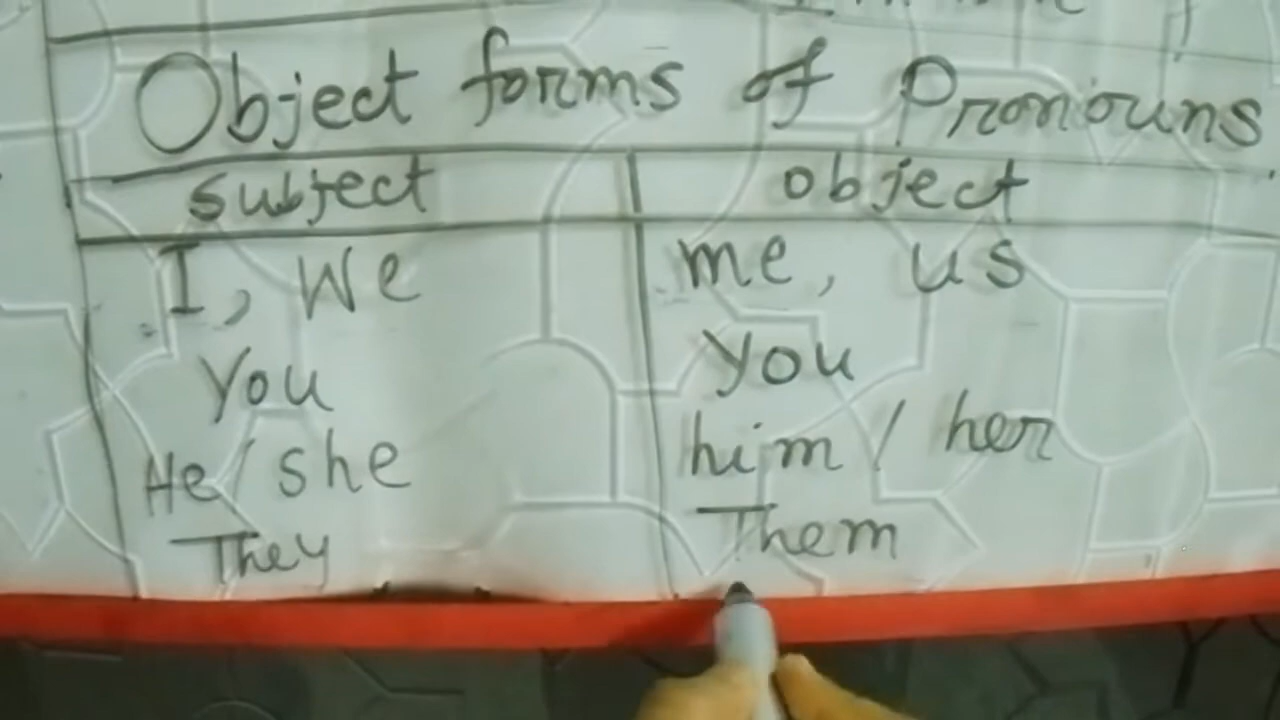 Object forms of Pronouns
subject object
I, We me, us
You you
He/she him / her
They Them